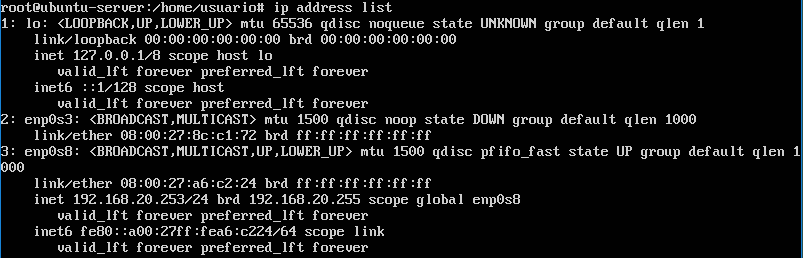 root@ubuntu-server:/home/usuario# ip address list
1: lo: <LOOPBACK,UP,LOWER_UP> mtu 65536 qdisc noqueue state UNKNOWN group default qlen 1
    link/loopback 00:00:00:00:00:00 brd 00:00:00:00:00:00
    inet 127.0.0.1/8 scope host lo
       valid_lft forever preferred_lft forever
    inet6 ::1/128 scope host
       valid_lft forever preferred_lft forever
2: enp0s3: <BROADCAST,MULTICAST> mtu 1500 qdisc noop state DOWN group default qlen 1000
    link/ether 08:00:27:8c:c1:72 brd ff:ff:ff:ff:ff:ff
3: enp0s8: <BROADCAST,MULTICAST,UP,LOWER_UP> mtu 1500 qdisc pfifo_fast state UP group default qlen 1
000
    link/ether 08:00:27:a6:c2:24 brd ff:ff:ff:ff:ff:ff
    inet 192.168.20.253/24 brd 192.168.20.255 scope global enp0s8
       valid_lft forever preferred_lft forever
    inet6 fe80::a00:27ff:fea6:c224/64 scope link
       valid_lft forever preferred_lft forever